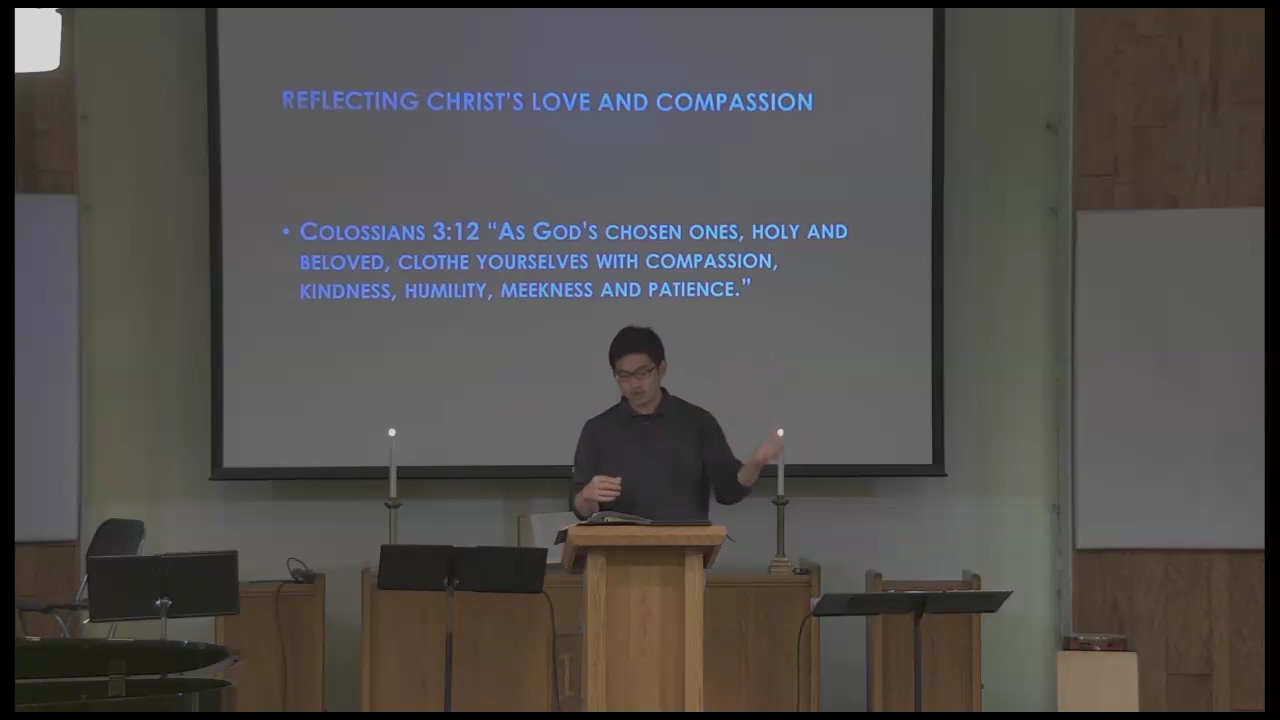 REFLECTING CHRIST'S LOVE AND COMPASSION
• COLOSSIANS 3:12 “AS GOD'S CHOSEN ONES, HOLY AND
BELOVED, CLOTHE YOURSELVES WITH COMPASSION,
KINDNESS, HUMILITY, MEEKNESS AND PATIENCE.”